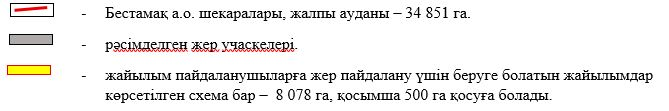 - Бестамақ а.о. шекаралары, жалпы ауданы – 34 851 га.
- рәсімделген жер учаскелері.
- жайылым пайдаланушыларға жер пайдалану үшін беруге болатын жайылымдар
көрсетілген схема бар – 8 078 га, қосымша 500 га қосуға болады.